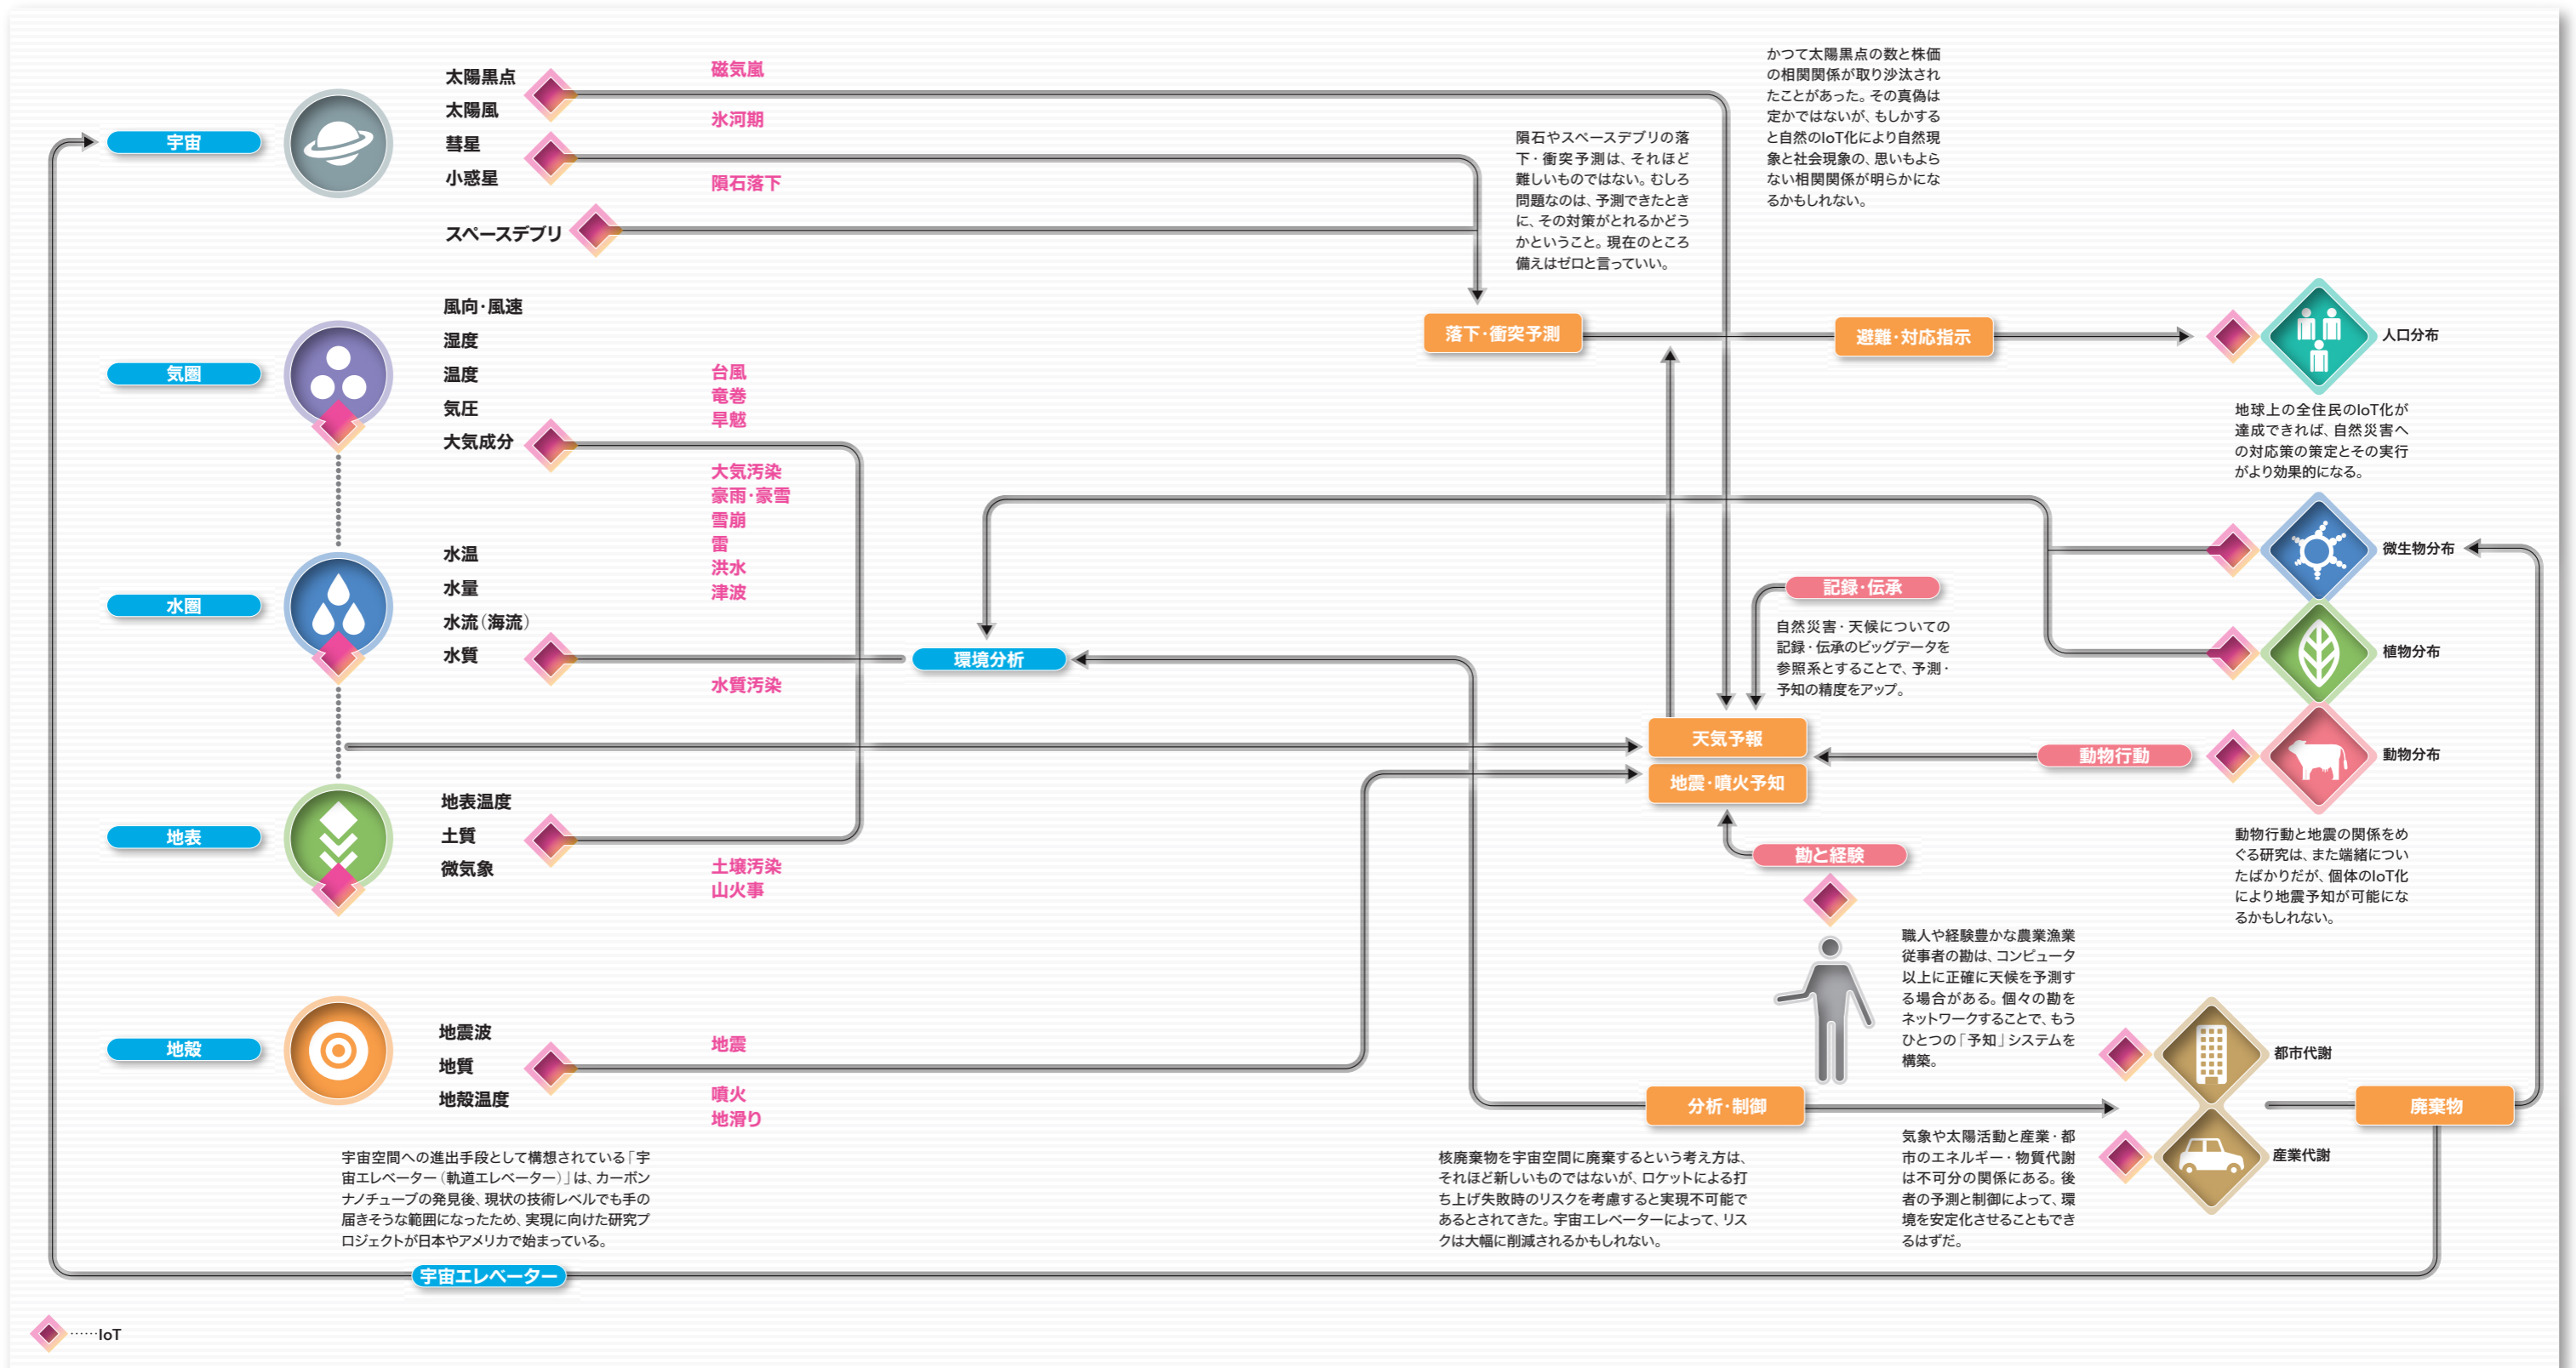 宇宙
太陽黒点
太陽風
彗星
小惑星
スペースデブリ
磁気嵐
氷河期
隕石落下
隕石やスペースデブリの落
下・衝突予測は、それほど
難しいものではない。むしろ
問題なのは、予測できたとき
に、その対策がとれるかどう
かということ。現在のところ
備えはゼロと言っていい。
かつて太陽黒点の数と株価
の相関関係が取り沙汰され
たことがあった。その真偽は
定かではないが、もしかする
と自然のIoT化により自然現
象と社会現象の、思いもよら
ない相関関係が明らかにな
るかもしれない。
落下・衝突予測
避難・対応指示
人口分布
地球上の全住民のIoT化が
達成できれば、自然災害へ
の対応策の策定とその実行
がより効果的になる。
気圏
風向・風速
湿度
温度
気圧
大気成分
台風
竜巻
旱魃
大気汚染
豪雨・豪雪
雪崩
雷
洪水
津波
水圏
水温
水量
水流(海流)
水質
水質汚染
環境分析
記録・伝承
自然災害・天候についての
記録・伝承のビッグデータを
参照系とすることで、予測・
予知の精度をアップ。
微生物分布
植物分布
動物分布
動物行動
天気予報
地震・噴火予知
動物行動と地震の関係をめ
ぐる研究は、また端緒につい
たばかりだが、個体のIoT化
により地震予知が可能にな
るかもしれない。
地表
地表温度
土質
微気象
土壌汚染
山火事
勘と経験
職人や経験豊かな農業漁業
従事者の勘は、コンピュータ
以上に正確に天候を予測す
る場合がある。個々の勘を
ネットワークすることで、もう
ひとつの「予知」システムを
構築。
地殻
地震波
地質
地殻温度
地震
噴火
地滑り
分析・制御
都市代謝
産業代謝
廃棄物
宇宙空間への進出手段として構想されている「宇
宙エレベーター(軌道エレベーター)」は、カーボン
ナノチューブの発見後、現状の技術レベルでも手の
届きそうな範囲になったため、実現に向けた研究プ
ロジェクトが日本やアメリカで始まっている。
核廃棄物を宇宙空間に廃棄するという考え方は、
それほど新しいものではないが、ロケットによる打
ち上げ失敗時のリスクを考慮すると実現不可能で
あるとされてきた。宇宙エレベーターによって、リス
クは大幅に削減されるかもしれない。
気象や太陽活動と産業・都
市のエネルギー・物質代謝
は不可分の関係にある。後
者の予測と制御によって、環
境を安定化させることもでき
るはずだ。
宇宙エレベーター
……IoT